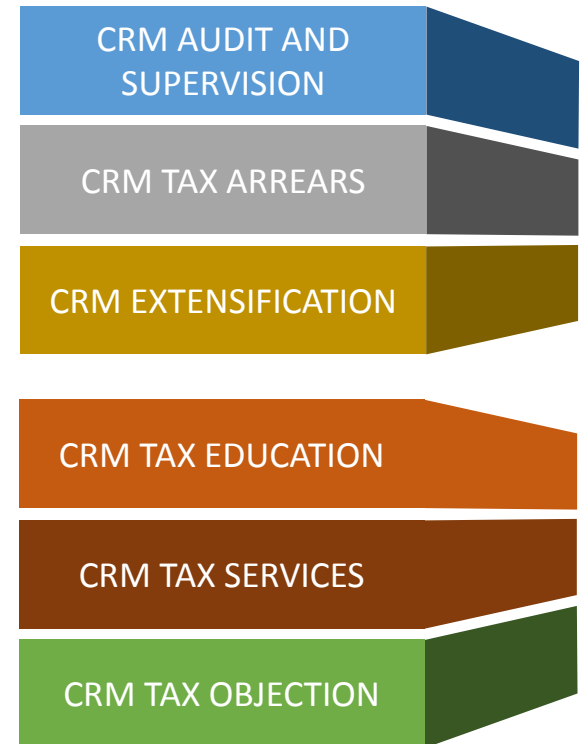 CRM AUDIT AND
SUPERVISION
CRM TAX ARREARS
CRM EXTENSIFICATION
CRM TAX EDUCATION
CRM TAX SERVICES
CRM TAX OBJECTION